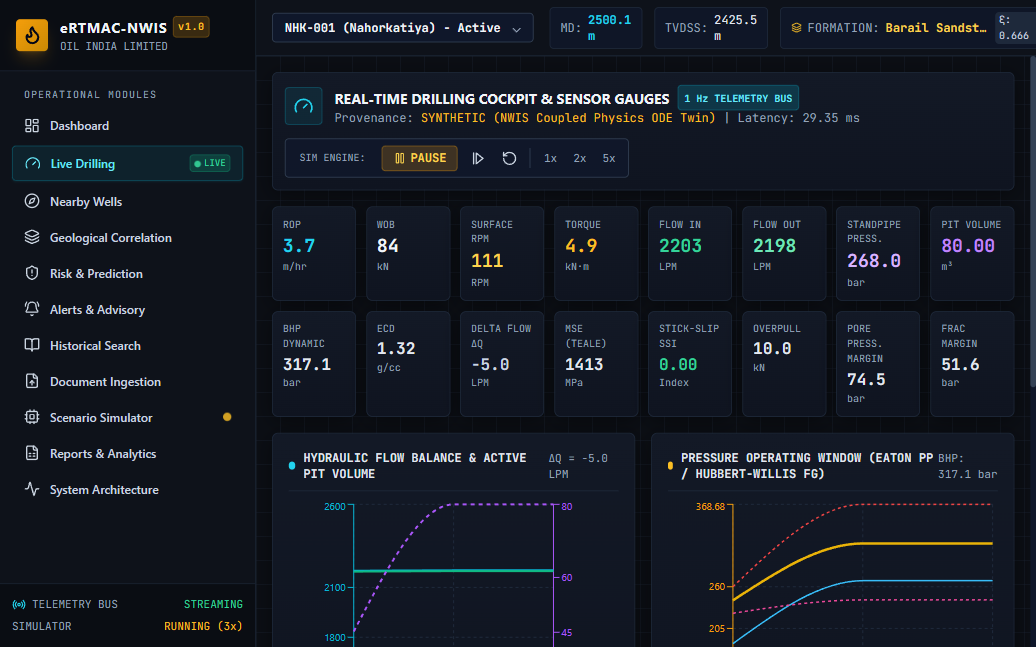 eRTMAC-NWIS v1.0
OIL INDIA LIMITED
OPERATIONAL MODULES
Dashboard
Live Drilling LIVE
Nearby Wells
Geological Correlation
Risk & Prediction
Alerts & Advisory
Historical Search
Document Ingestion
Scenario Simulator
Reports & Analytics
System Architecture
TELEMETRY BUS STREAMING
SIMULATOR RUNNING (3x)
NHK-001 (Nahorkatiya) - Active
MD: 2500.1 m
TVDSS: 2425.5 m
FORMATION: Barail Sandst…
ξ: 0.666
REAL-TIME DRILLING COCKPIT & SENSOR GAUGES 1 Hz TELEMETRY BUS
Provenance: SYNTHETIC (NWIS Coupled Physics ODE Twin) | Latency: 29.35 ms
SIM ENGINE: PAUSE 1x 2x 5x
ROP
3.7
m/hr
WOB
84
kN
SURFACE
RPM
111
RPM
TORQUE
4.9
kN·m
FLOW IN
2203
LPM
FLOW OUT
2198
LPM
STANDPIPE
PRESS.
268.0
bar
PIT VOLUME
80.00
m³
BHP
DYNAMIC
317.1
bar
ECD
1.32
g/cc
DELTA FLOW
ΔQ
-5.0
LPM
MSE
(TEALE)
1413
MPa
STICK-SLIP
SSI
0.00
Index
OVERPULL
10.0
kN
PORE
PRESS.
MARGIN
74.5
bar
FRAC
MARGIN
51.6
bar
HYDRAULIC FLOW BALANCE & ACTIVE
PIT VOLUME
ΔQ = -5.0
LPM
2600
2100
1800
80
60
45
PRESSURE OPERATING WINDOW (EATON PP
/ HUBBERT-WILLIS FG)
BHP:
317.1 bar
368.68
260
205